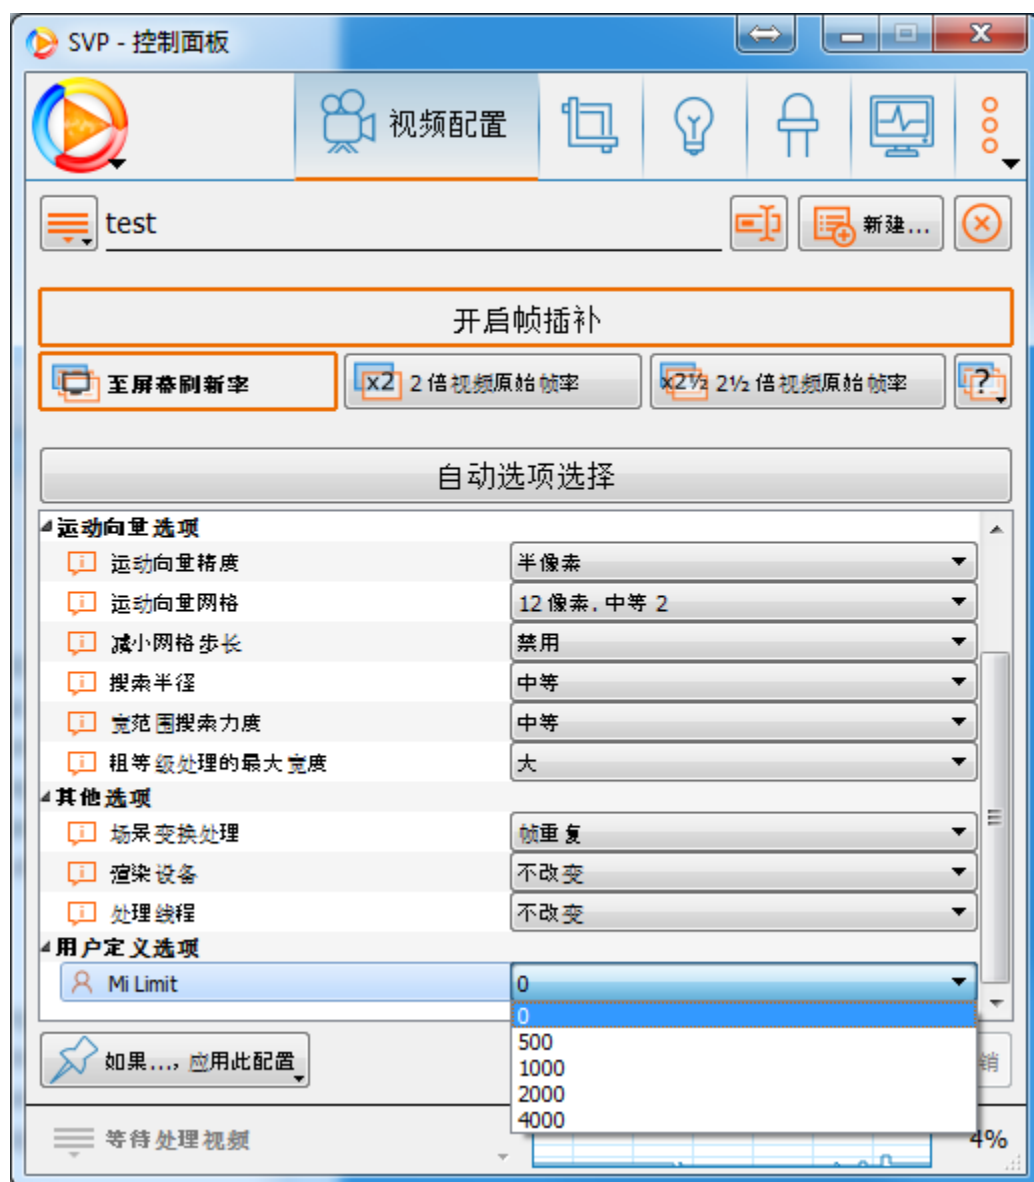 SVP - 控制面板
视频配置
test
新建...
开启帧插补
至屏幕刷新率
x2 2 倍视频原始帧率
x2½ 2½ 倍视频原始帧率
?
自动选项选择
运动向量选项
运动向量精度 半像素
运动向量网格 12 像素. 中等 2
减小网格步长 禁用
搜索半径 中等
宽范围搜索力度 中等
粗等级处理的最大宽度 大
其他选项
场景变换处理 帧重复
渲染设备 不改变
处理线程 不改变
用户定义选项
Mi Limit 0
0
500
1000
2000
4000
如果..., 应用此配置
销
等待处理视频
4%